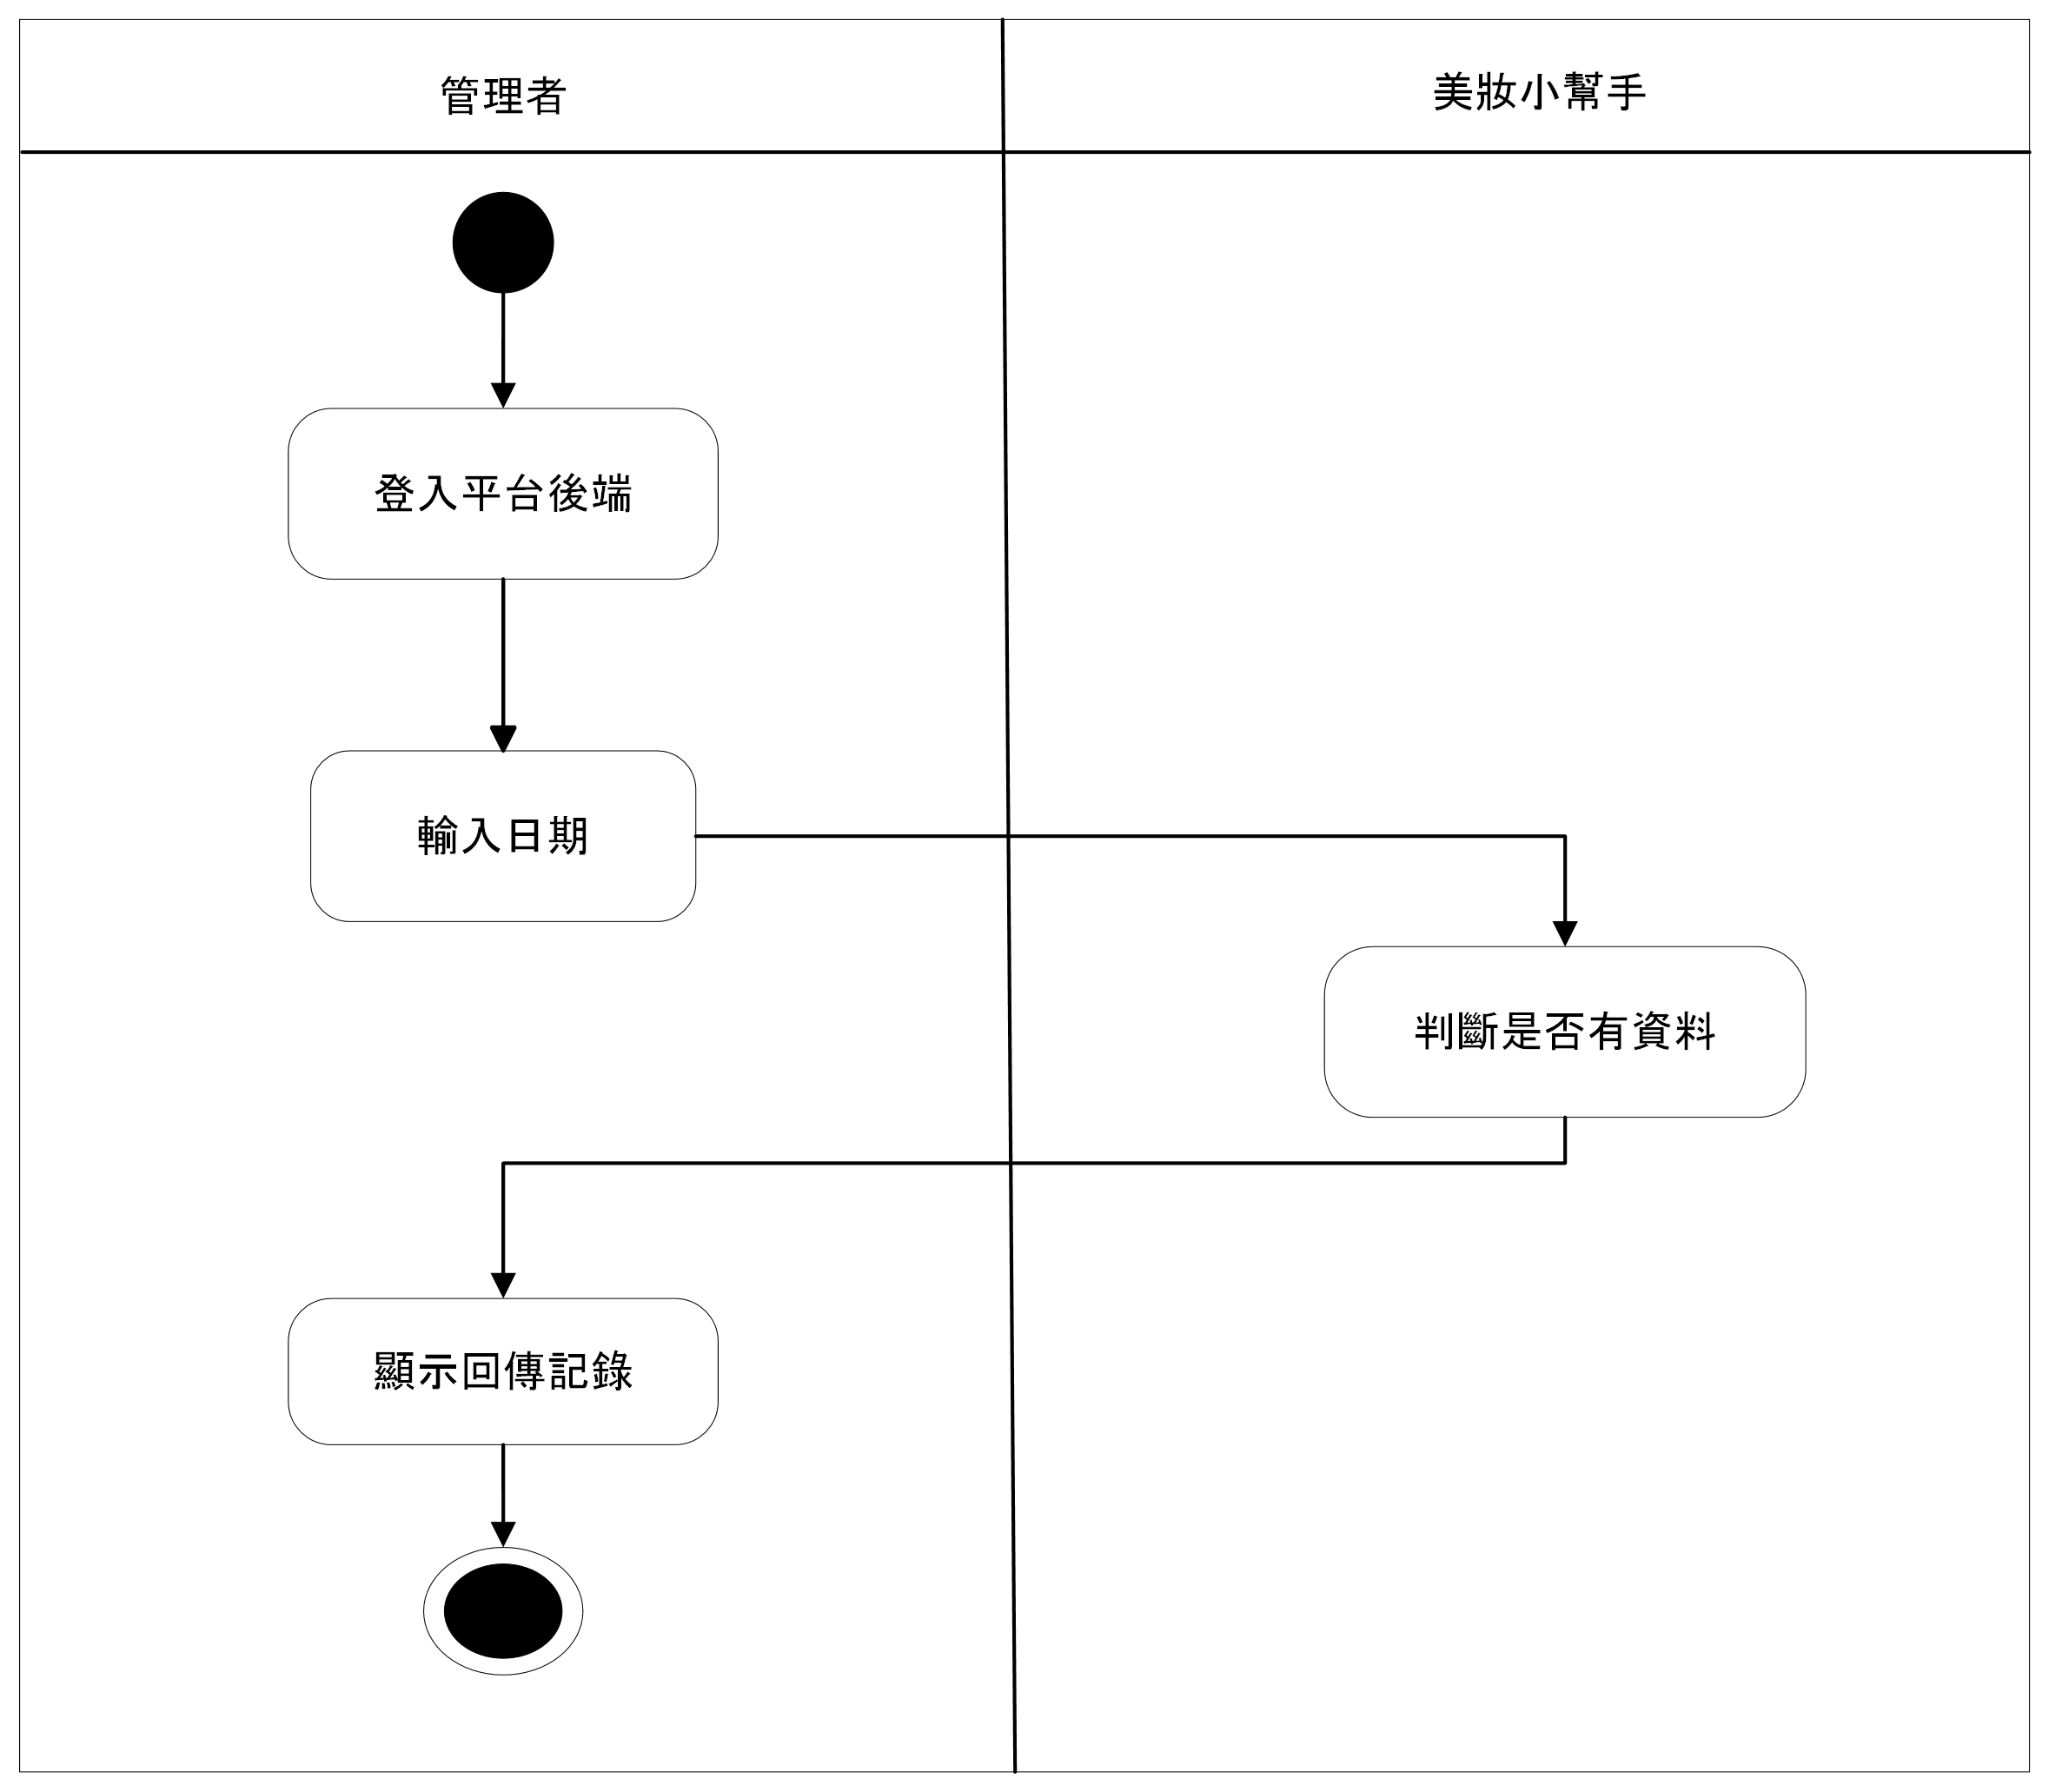 管理者
美妝小幫手
登入平台後端
輸入日期
判斷是否有資料
顯示回傳記錄